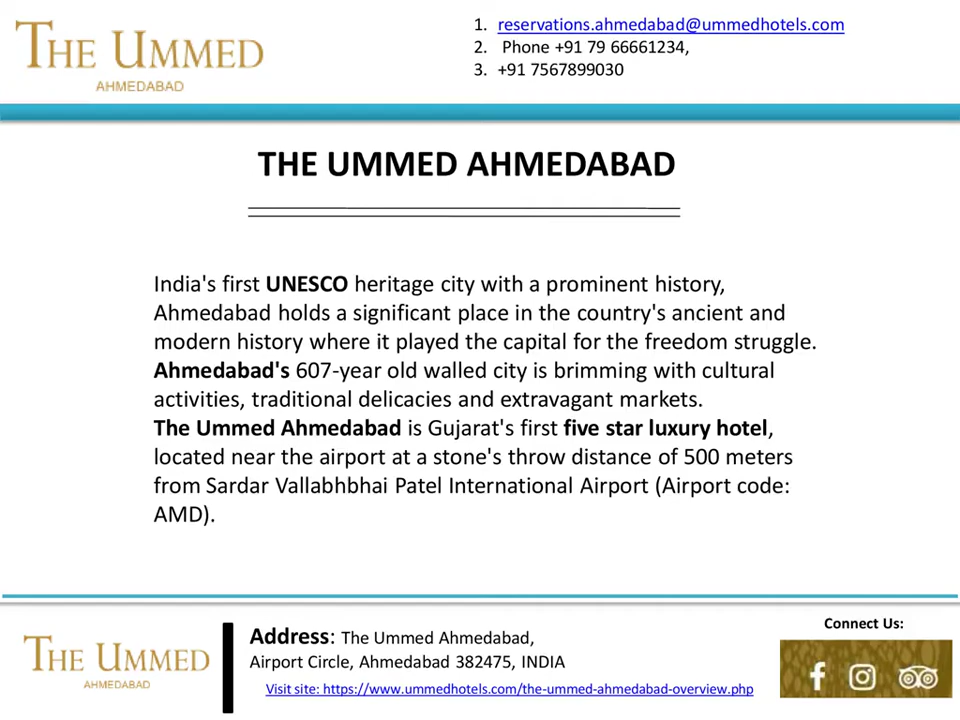 THE UMMED
AHMEDABAD
1. reservations.ahmedabad@ummedhotels.com
2. Phone +91 79 66661234,
3. +91 7567899030
THE UMMED AHMEDABAD
India's first UNESCO heritage city with a prominent history,
Ahmedabad holds a significant place in the country's ancient and
modern history where it played the capital for the freedom struggle.
Ahmedabad's 607-year old walled city is brimming with cultural
activities, traditional delicacies and extravagant markets.
The Ummed Ahmedabad is Gujarat's first five star luxury hotel,
located near the airport at a stone's throw distance of 500 meters
from Sardar Vallabhbhai Patel International Airport (Airport code:
AMD).
THE UMMED
AHMEDABAD
Address: The Ummed Ahmedabad,
Airport Circle, Ahmedabad 382475, INDIA
Visit site: https://www.ummedhotels.com/the-ummed-ahmedabad-overview.php
Connect Us: